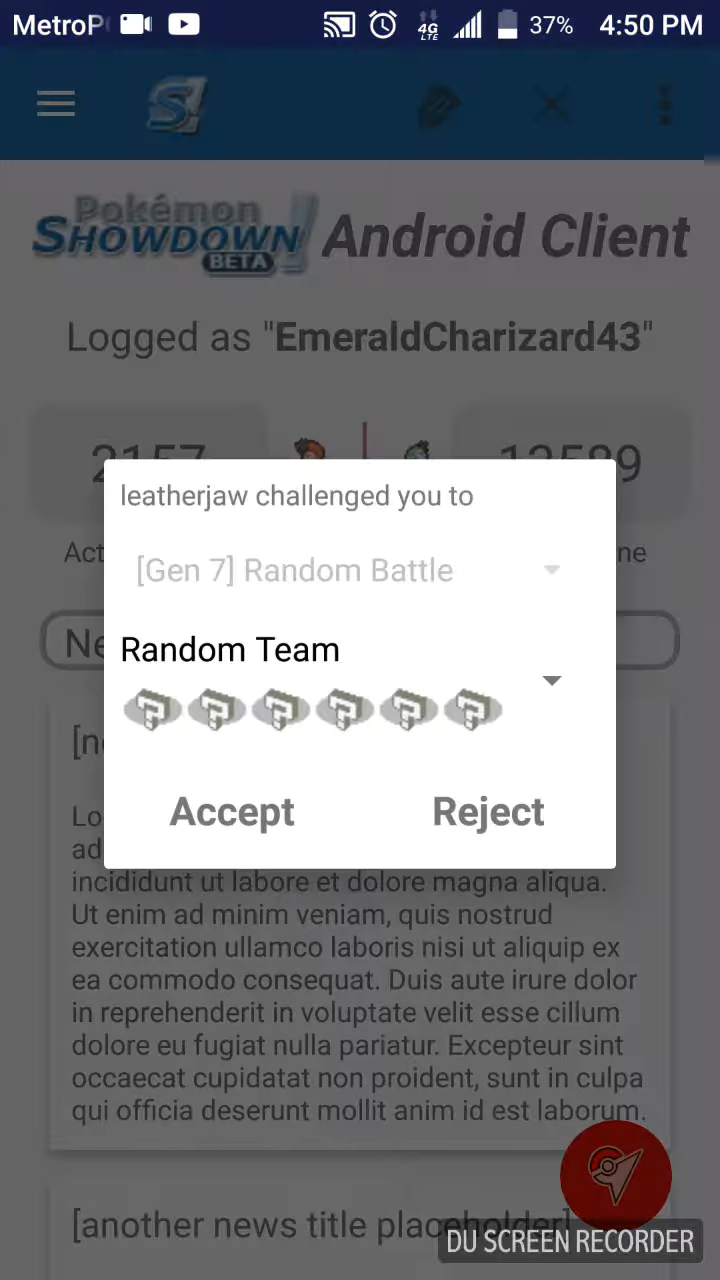 MetroP
4G
LTE
37%
4:50 PM
S!
Pokémon
SHOWDOWN!
BETA
Android Client
Logged as "EmeraldCharizard43"
leatherjaw challenged you to
[Gen 7] Random Battle
Random Team
? ? ? ? ? ?
Accept
Reject
incididunt ut labore et dolore magna aliqua.
Ut enim ad minim veniam, quis nostrud
exercitation ullamco laboris nisi ut aliquip ex
ea commodo consequat. Duis aute irure dolor
in reprehenderit in voluptate velit esse cillum
dolore eu fugiat nulla pariatur. Excepteur sint
occaecat cupidatat non proident, sunt in culpa
qui officia deserunt mollit anim id est laborum.
[another news title placeholder]
DU SCREEN RECORDER